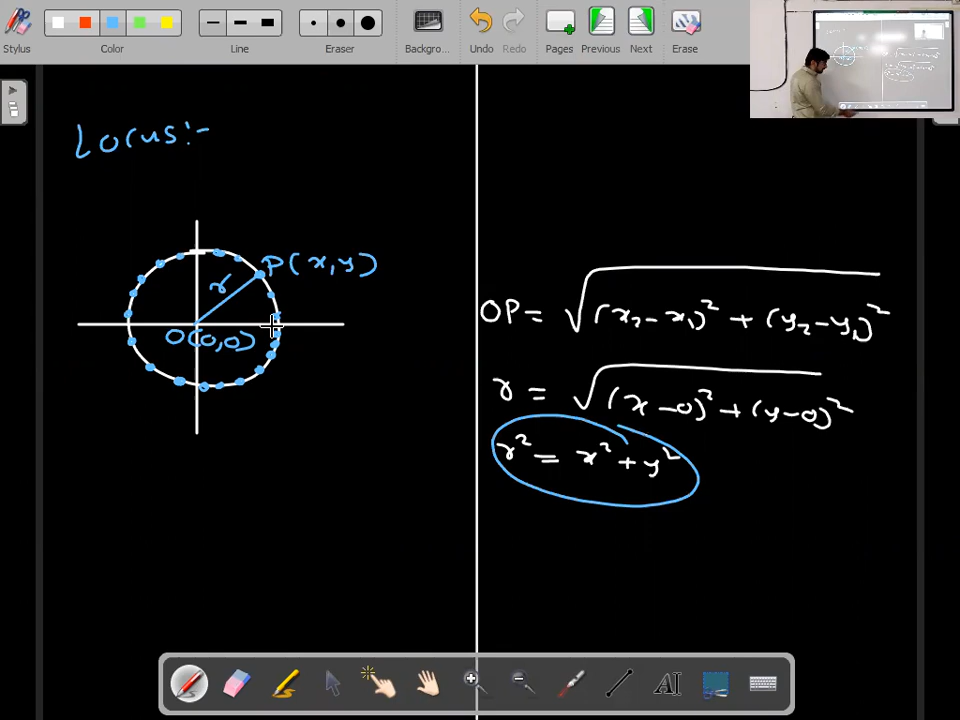 Stylus Color Line Eraser Backgro... Undo Redo Pages Previous Next Erase
Locus:-
P(x,y)
r
O(0,0)
OP = √(x₂-x₁)² + (y₂-y₁)²
r = √(x-0)² + (y-0)²
r² = x² + y²
AI